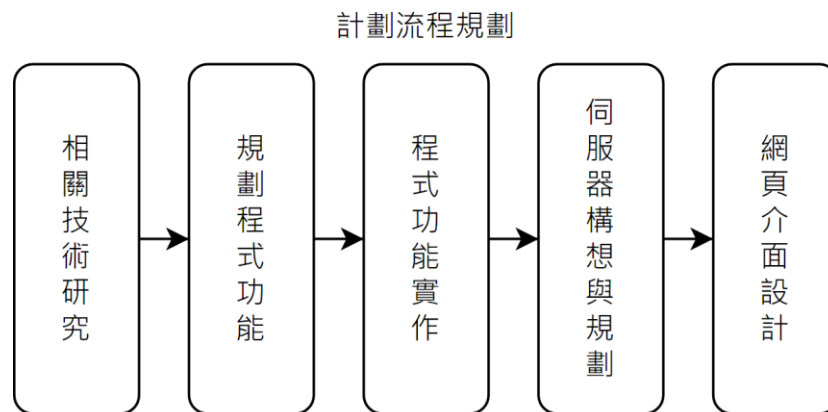 計劃流程規劃
相關技術研究
規劃程式功能
程式功能實作
伺服器構想與規劃
網頁介面設計